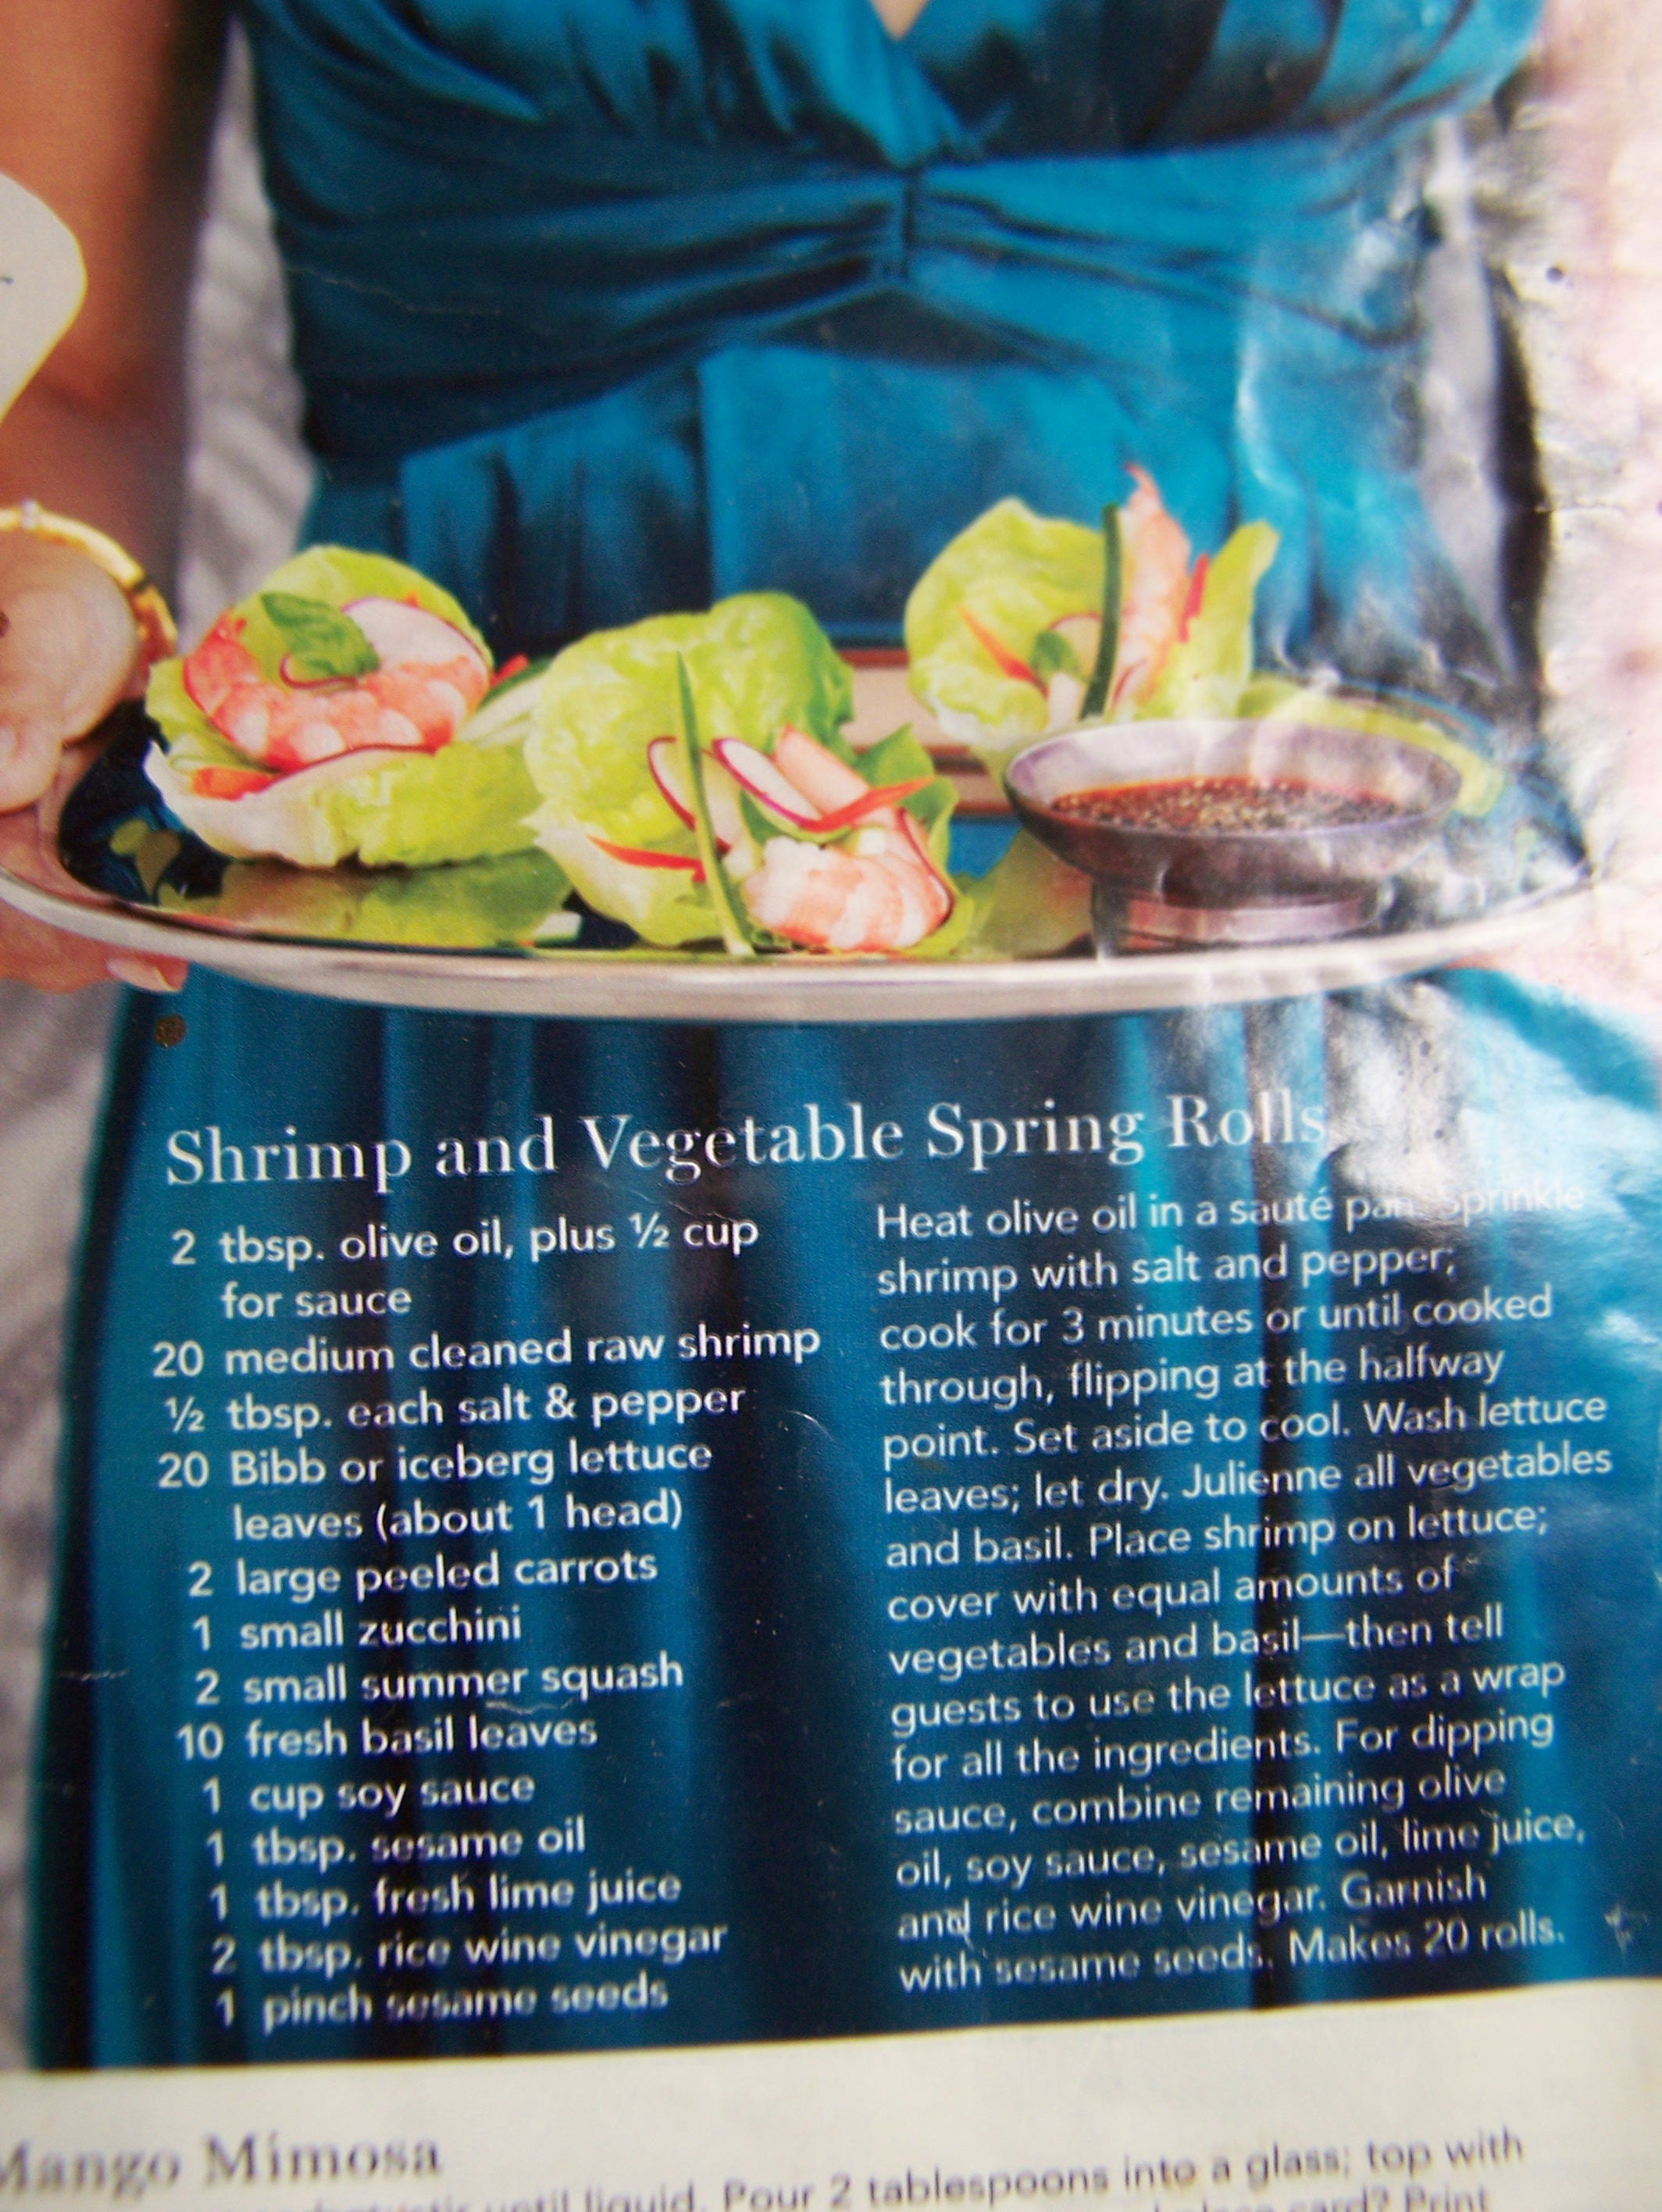 Shrimp and Vegetable Spring Rolls
2 tbsp. olive oil, plus ½ cup
for sauce
20 medium cleaned raw shrimp
½ tbsp. each salt & pepper
20 Bibb or iceberg lettuce
leaves (about 1 head)
2 large peeled carrots
1 small zucchini
2 small summer squash
10 fresh basil leaves
1 cup soy sauce
1 tbsp. sesame oil
1 tbsp. fresh lime juice
2 tbsp. rice wine vinegar
1 pinch sesame seeds
Heat olive oil in a sauté pan. Sprinkle
shrimp with salt and pepper;
cook for 3 minutes or until cooked
through, flipping at the halfway
point. Set aside to cool. Wash lettuce
leaves; let dry. Julienne all vegetables
and basil. Place shrimp on lettuce;
cover with equal amounts of
vegetables and basil—then tell
guests to use the lettuce as a wrap
for all the ingredients. For dipping
sauce, combine remaining olive
oil, soy sauce, sesame oil, lime juice,
and rice wine vinegar. Garnish
with sesame seeds. Makes 20 rolls.
Mango Mimosa
until liquid. Pour 2 tablespoons into a glass; top with
card? Print